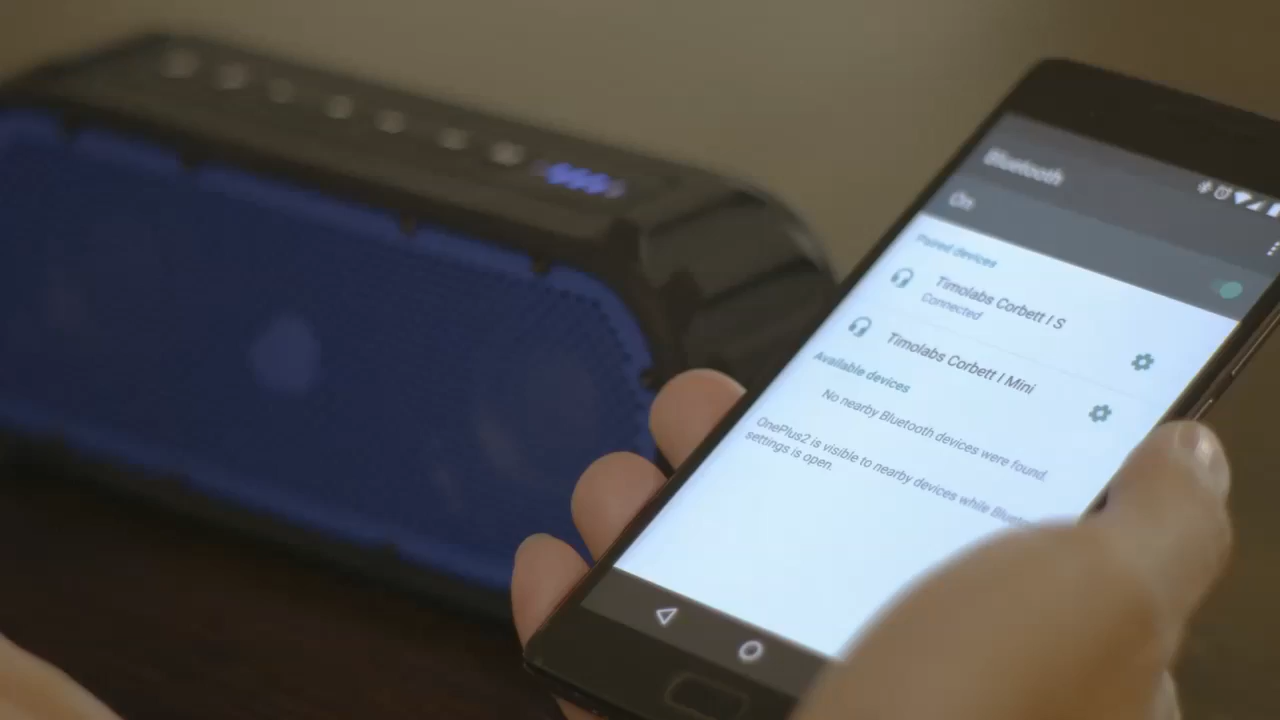 Bluetooth
On
Paired devices
Timolabs Corbett I S
Connected
Timolabs Corbett I Mini
Available devices
No nearby Bluetooth devices were found.
OnePlus2 is visible to nearby devices while
settings is open.